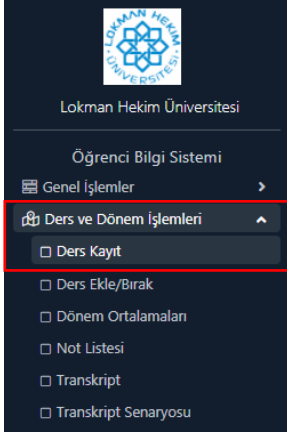 LOKMAN HEKİM
ÜNİVERSİTESİ
Lokman Hekim Üniversitesi
Öğrenci Bilgi Sistemi
Genel İşlemler
Ders ve Dönem İşlemleri
Ders Kayıt
Ders Ekle/Bırak
Dönem Ortalamaları
Not Listesi
Transkript
Transkript Senaryosu